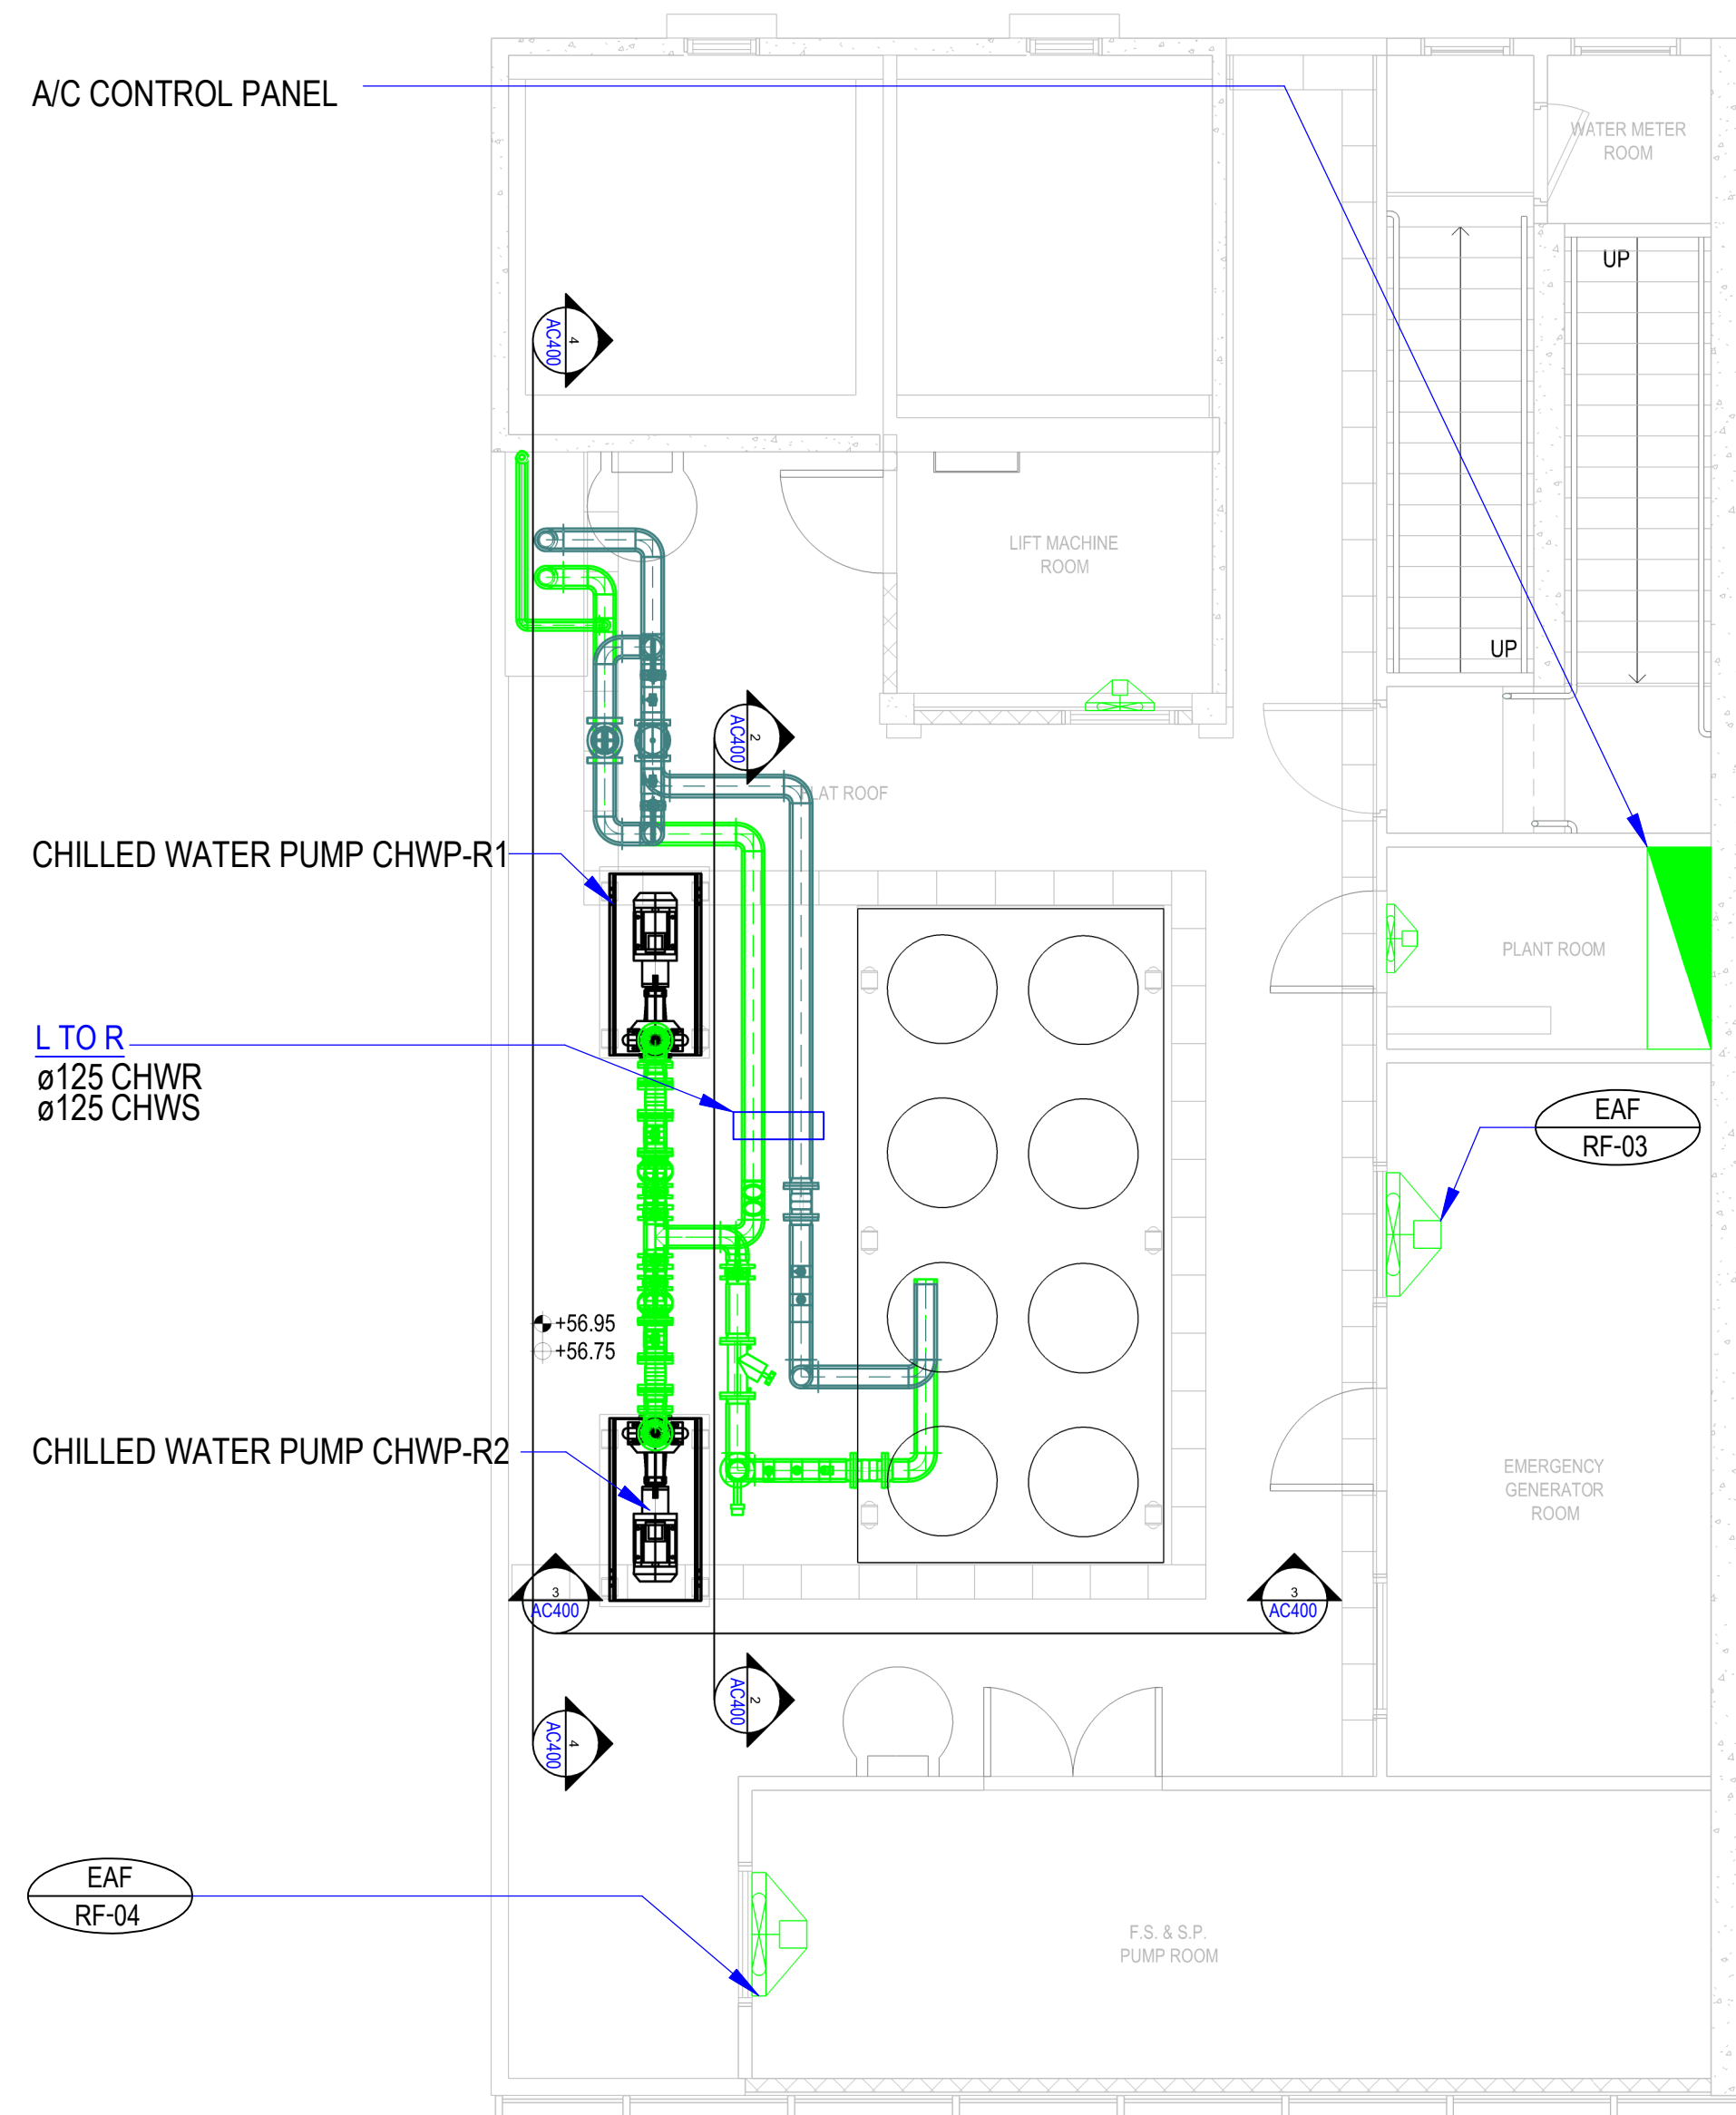 A/C CONTROL PANEL
WATER METER
ROOM
UP
4
AC400
LIFT MACHINE
ROOM
UP
2
AC400
LAT ROOF
CHILLED WATER PUMP CHWP-R1
PLANT ROOM
L TO R
ø125 CHWR
ø125 CHWS
EAF
RF-03
+56.95
+56.75
CHILLED WATER PUMP CHWP-R2
EMERGENCY
GENERATOR
ROOM
3
AC400
3
AC400
2
AC400
4
AC400
EAF
RF-04
F.S. & S.P.
PUMP ROOM